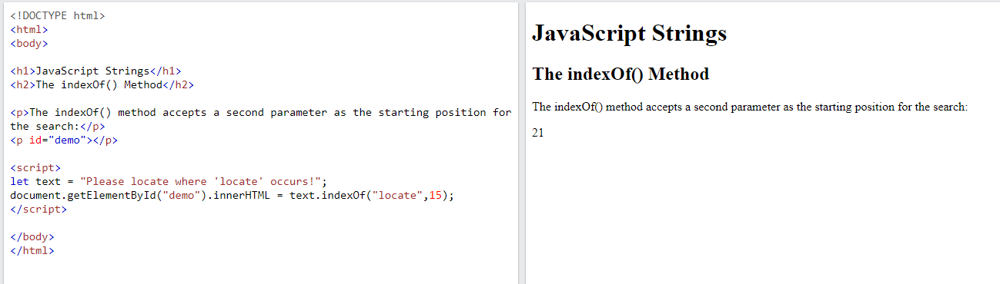 <!DOCTYPE html>
<html>
<body>
<h1>JavaScript Strings</h1>
<h2>The indexOf() Method</h2>
<p>The indexOf() method accepts a second parameter as the starting position for
the search:</p>
<p id="demo"></p>
<script>
let text = "Please locate where 'locate' occurs!";
document.getElementById("demo").innerHTML = text.indexOf("locate",15);
</script>
</body>
</html>
JavaScript Strings
The indexOf() Method
The indexOf() method accepts a second parameter as the starting position for the search:
21